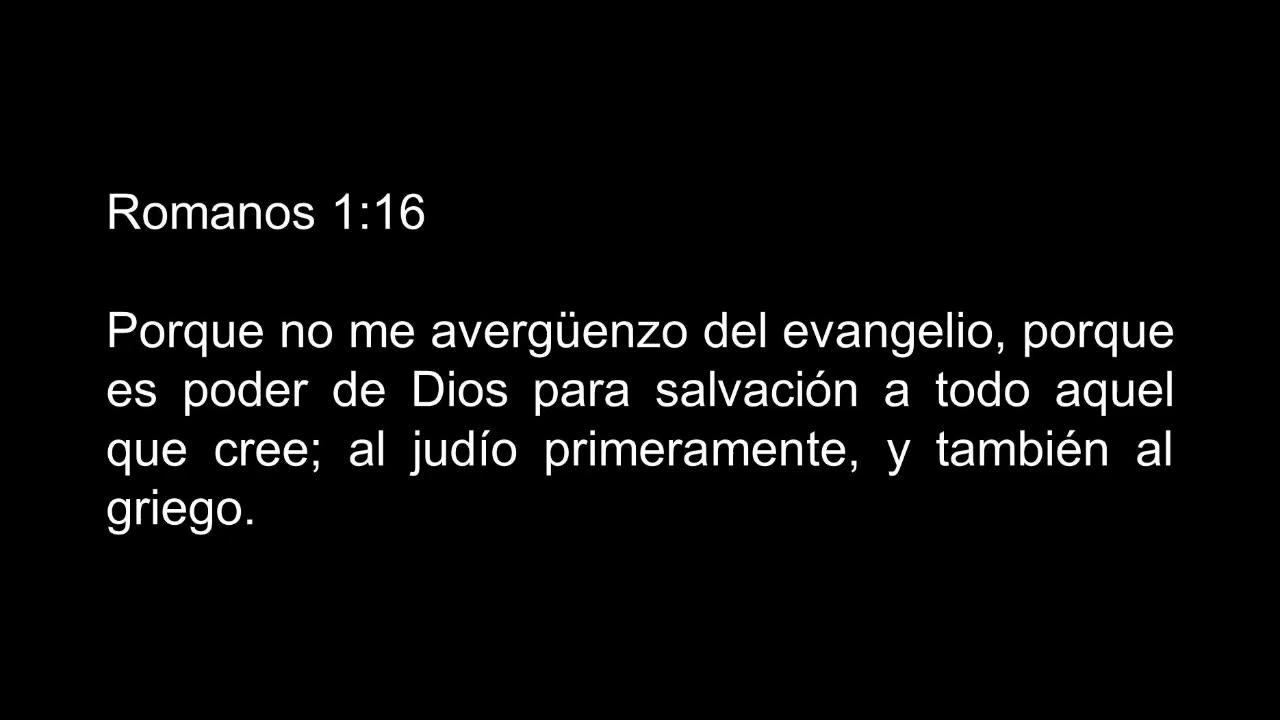 Romanos 1:16
Porque no me avergüenzo del evangelio, porque
es poder de Dios para salvación a todo aquel
que cree; al judío primeramente, y también al
griego.